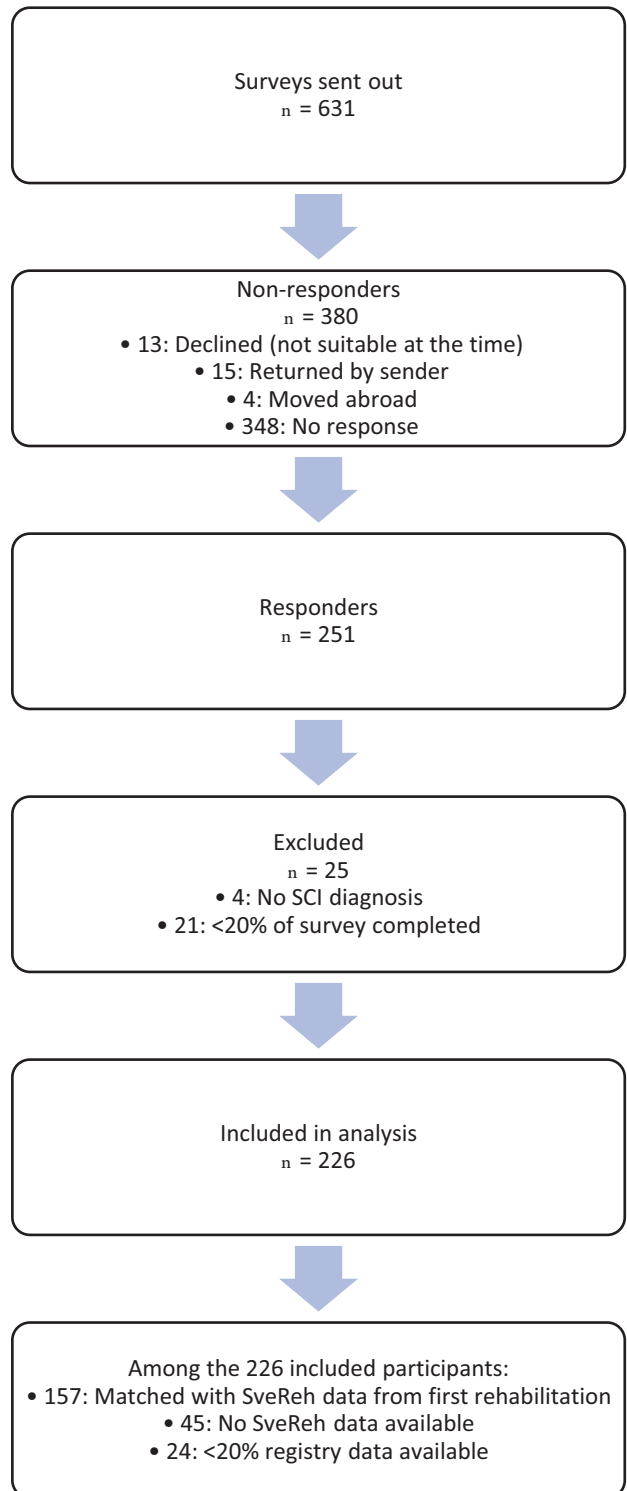 Surveys sent out
n = 631
Non-responders
n = 380
• 13: Declined (not suitable at the time)
• 15: Returned by sender
• 4: Moved abroad
• 348: No response
Responders
n = 251
Excluded
n = 25
• 4: No SCI diagnosis
• 21: <20% of survey completed
Included in analysis
n = 226
Among the 226 included participants:
• 157: Matched with SveReh data from first rehabilitation
• 45: No SveReh data available
• 24: <20% registry data available